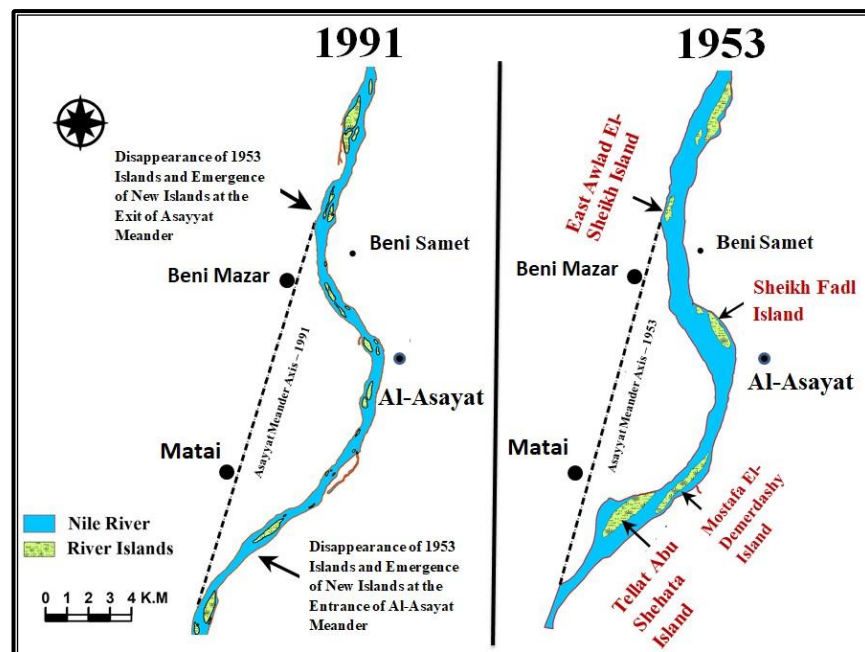 1991
Disappearance of 1953
Islands and Emergence
of New Islands at the
Exit of Asayyat
Meander
Beni Samet
Beni Mazar
Asayyat Meander Axis – 1991
Al-Asayat
Matai
Nile River
River Islands
0 1 2 3 4 K.M
Disappearance of 1953
Islands and Emergence
of New Islands at the
Entrance of Al-Asayat
Meander
1953
East Awlad El-
Sheikh Island
Beni Samet
Beni Mazar
Sheikh Fadl
Island
Asayyat Meander Axis – 1953
Al-Asayat
Matai
Mostafa El-
Demerdashy
Island
Tellat Abu
Shehata
Island